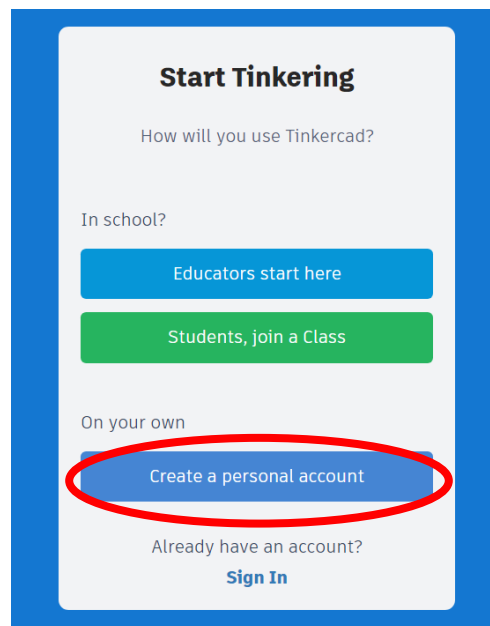 Start Tinkering
How will you use Tinkercad?
In school?
Educators start here
Students, join a Class
On your own
Create a personal account
Already have an account?
Sign In